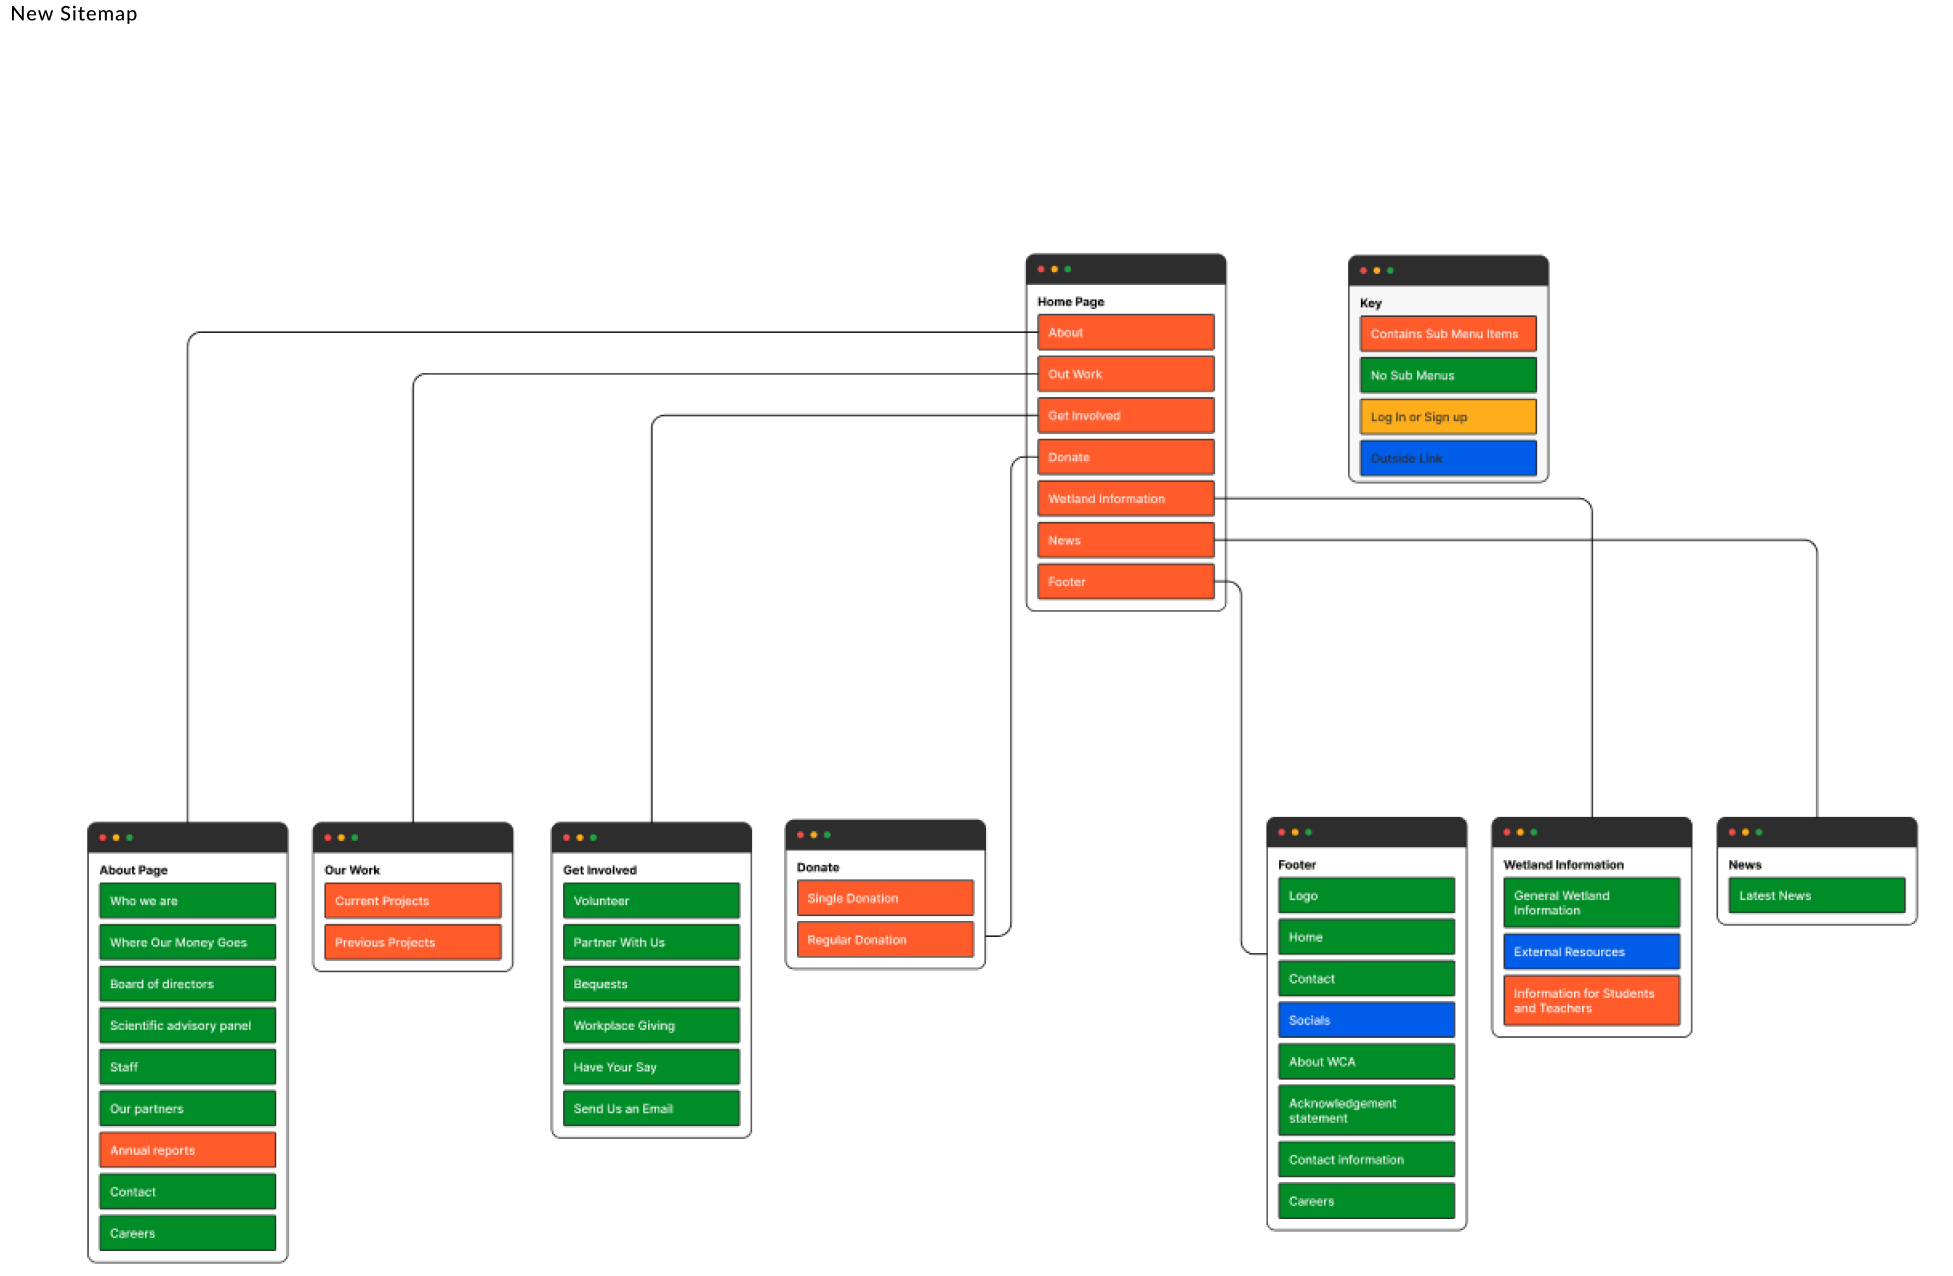 New Sitemap
Home Page
About
Out Work
Get Involved
Donate
Wetland Information
News
Footer
Key
Contains Sub Menu Items
No Sub Menus
Log In or Sign up
Outside Link
About Page
Who we are
Where Our Money Goes
Board of directors
Scientific advisory panel
Staff
Our partners
Annual reports
Contact
Careers
Our Work
Current Projects
Previous Projects
Get Involved
Volunteer
Partner With Us
Bequests
Workplace Giving
Have Your Say
Send Us an Email
Donate
Single Donation
Regular Donation
Footer
Logo
Home
Contact
Socials
About WCA
Acknowledgement
statement
Contact information
Careers
Wetland Information
General Wetland
Information
External Resources
Information for Students
and Teachers
News
Latest News